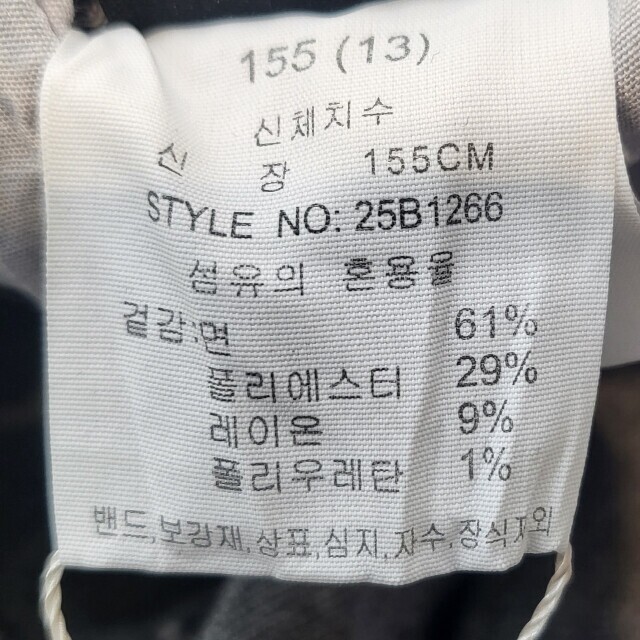 155 (13)
신체치수
신 장 155CM
STYLE NO: 25B1266
섬유의 혼용율
겉감:면 61%
폴리에스터 29%
레이온 9%
폴리우레탄 1%
밴드,보강제,상표,심지,자수,장식제외